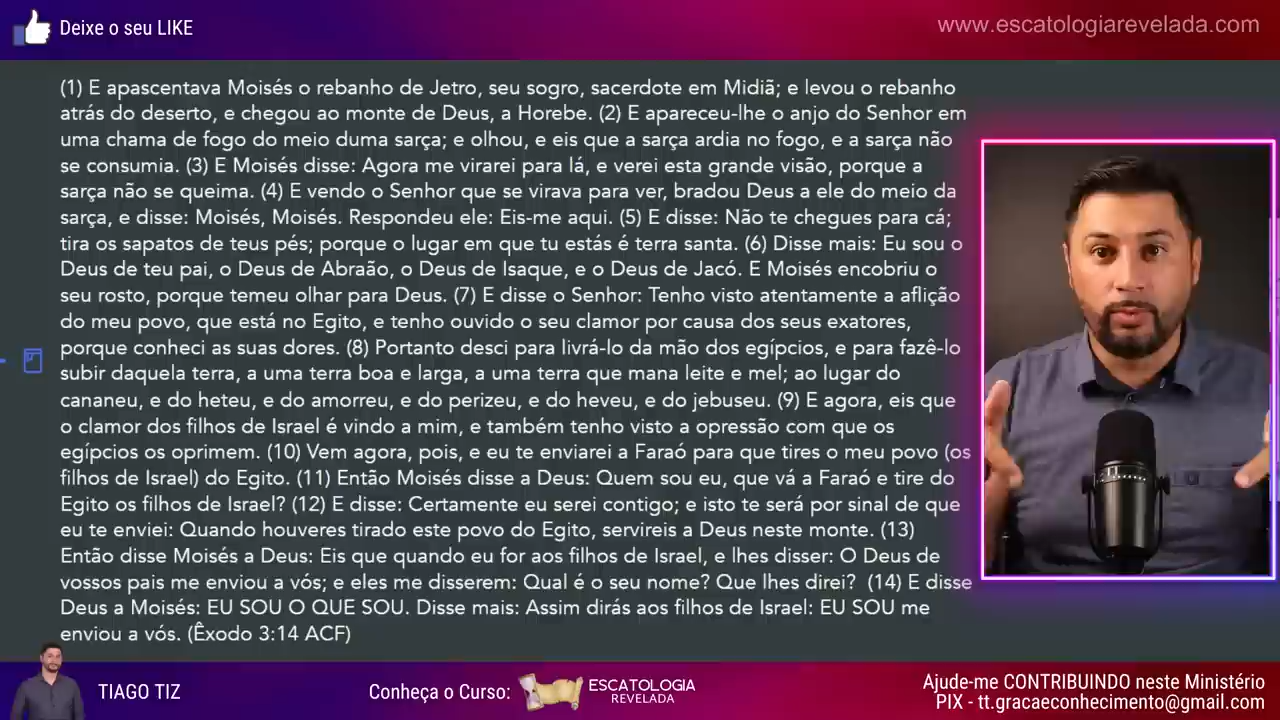 Deixe o seu LIKE
www.escatologiarevelada.com
(1) E apascentava Moisés o rebanho de Jetro, seu sogro, sacerdote em Midiã; e levou o rebanho
atrás do deserto, e chegou ao monte de Deus, a Horebe. (2) E apareceu-lhe o anjo do Senhor em
uma chama de fogo do meio duma sarça; e olhou, e eis que a sarça ardia no fogo, e a sarça não
se consumia. (3) E Moisés disse: Agora me virarei para lá, e verei esta grande visão, porque a
sarça não se queima. (4) E vendo o Senhor que se virava para ver, bradou Deus a ele do meio da
sarça, e disse: Moisés, Moisés. Respondeu ele: Eis-me aqui. (5) E disse: Não te chegues para cá;
tira os sapatos de teus pés; porque o lugar em que tu estás é terra santa. (6) Disse mais: Eu sou o
Deus de teu pai, o Deus de Abraão, o Deus de Isaque, e o Deus de Jacó. E Moisés encobriu o
seu rosto, porque temeu olhar para Deus. (7) E disse o Senhor: Tenho visto atentamente a aflição
do meu povo, que está no Egito, e tenho ouvido o seu clamor por causa dos seus exatores,
porque conheci as suas dores. (8) Portanto desci para livrá-lo da mão dos egípcios, e para fazê-lo
subir daquela terra, a uma terra boa e larga, a uma terra que mana leite e mel; ao lugar do
cananeu, e do heteu, e do amorreu, e do perizeu, e do heveu, e do jebuseu. (9) E agora, eis que
o clamor dos filhos de Israel é vindo a mim, e também tenho visto a opressão com que os
egípcios os oprimem. (10) Vem agora, pois, e eu te enviarei a Faraó para que tires o meu povo (os
filhos de Israel) do Egito. (11) Então Moisés disse a Deus: Quem sou eu, que vá a Faraó e tire do
Egito os filhos de Israel? (12) E disse: Certamente eu serei contigo; e isto te será por sinal de que
eu te enviei: Quando houveres tirado este povo do Egito, servireis a Deus neste monte. (13)
Então disse Moisés a Deus: Eis que quando eu for aos filhos de Israel, e lhes disser: O Deus de
vossos pais me enviou a vós; e eles me disserem: Qual é o seu nome? Que lhes direi? (14) E disse
Deus a Moisés: EU SOU O QUE SOU. Disse mais: Assim dirás aos filhos de Israel: EU SOU me
enviou a vós. (Êxodo 3:14 ACF)
TIAGO TIZ
Conheça o Curso:
ESCATOLOGIA
REVELADA
Ajude-me CONTRIBUINDO neste Ministério
PIX - tt.gracaeconhecimento@gmail.com